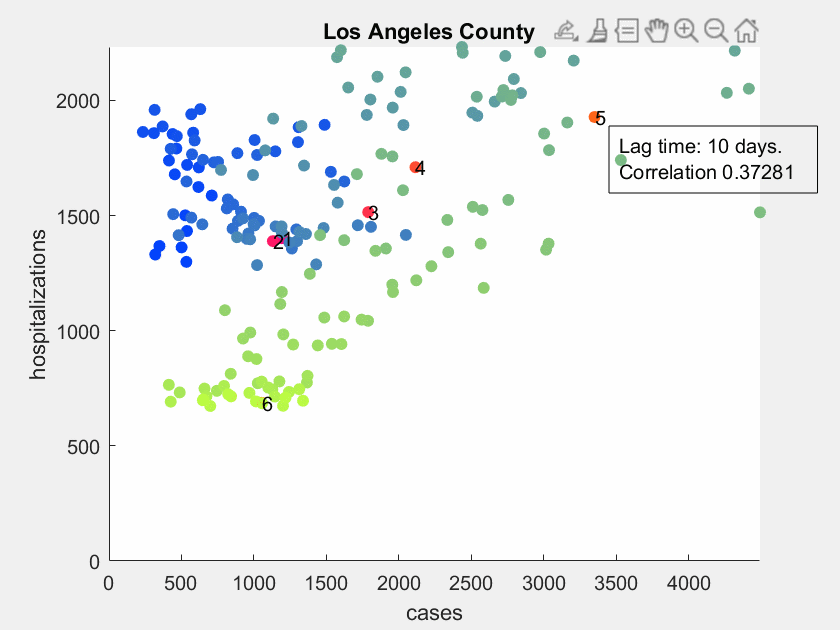 Los Angeles County
2000
1500
1000
500
0
hospitalizations
5
4
3
21
6
Lag time: 10 days.
Correlation 0.37281
0 500 1000 1500 2000 2500 3000 3500 4000
cases